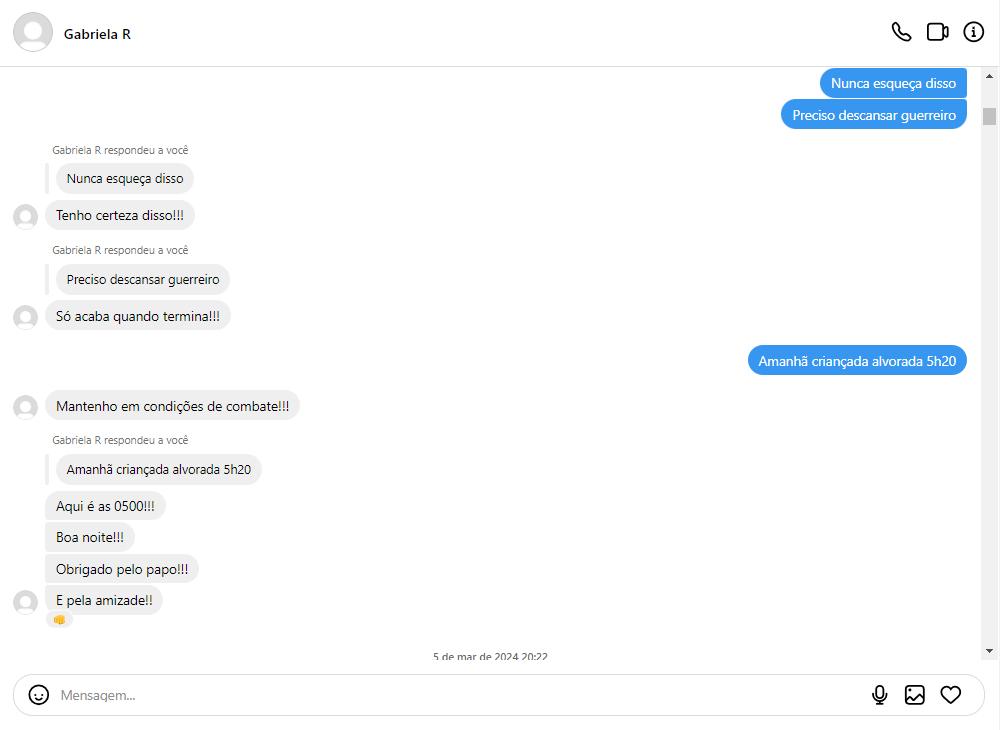 Gabriela R
Nunca esqueça disso
Preciso descansar guerreiro
Gabriela R respondeu a você
Nunca esqueça disso
Tenho certeza disso!!!
Gabriela R respondeu a você
Preciso descansar guerreiro
Só acaba quando termina!!!
Amanhã criançada alvorada 5h20
Mantenho em condições de combate!!!
Gabriela R respondeu a você
Amanhã criançada alvorada 5h20
Aqui é as 0500!!!
Boa noite!!!
Obrigado pelo papo!!!
E pela amizade!!
5 de mar de 2024 20:22
Mensagem...